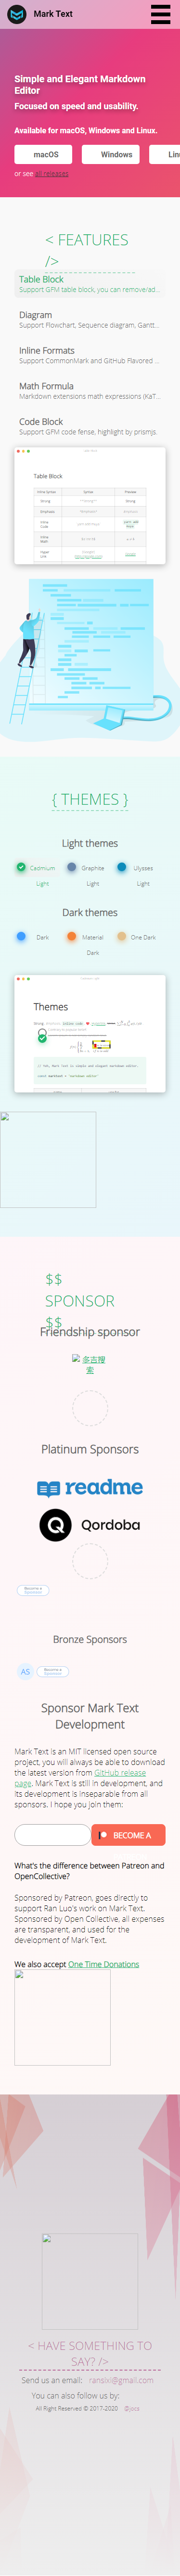 Mark Text
Simple and Elegant Markdown
Editor
Focused on speed and usability.
Available for macOS, Windows and Linux.
macOS
Windows
Linu
or see all releases
< FEATURES
/>
Table Block
Support GFM table block, you can remove/ad...
Diagram
Support Flowchart, Sequence diagram, Gantt...
Inline Formats
Support CommonMark and GitHub Flavored ...
Math Formula
Markdown extensions math expressions (KaT...
Code Block
Support GFM code fense, highlight by prismjs.
Table Block
{ THEMES }
Light themes
Cadmium
Light
Graphite
Light
Ulysses
Light
Dark themes
Dark
Material
Dark
One Dark
Themes
$$
SPONSOR
$$
Friendship sponsor
多吉搜
索
Platinum Sponsors
readme
Qordoba
Become a
Sponsor
Bronze Sponsors
AS
Become a
Sponsor
Sponsor Mark Text
Development
Mark Text is an MIT licensed open source
project, you will always be able to download
the latest version from GitHub release
page. Mark Text is still in development, and
its development is inseparable from all
sponsors. I hope you join them:
BECOME A
What's the difference between Patreon and
OpenCollective?
Sponsored by Patreon, goes directly to
support Ran Luo's work on Mark Text.
Sponsored by Open Collective, all expenses
are transparent, and used for the
development of Mark Text.
We also accept One Time Donations
< HAVE SOMETHING TO
SAY? />
Send us an email: ransixi@gmail.com
You can also follow us by:
All Right Reserved © 2017-2020 @Jocs